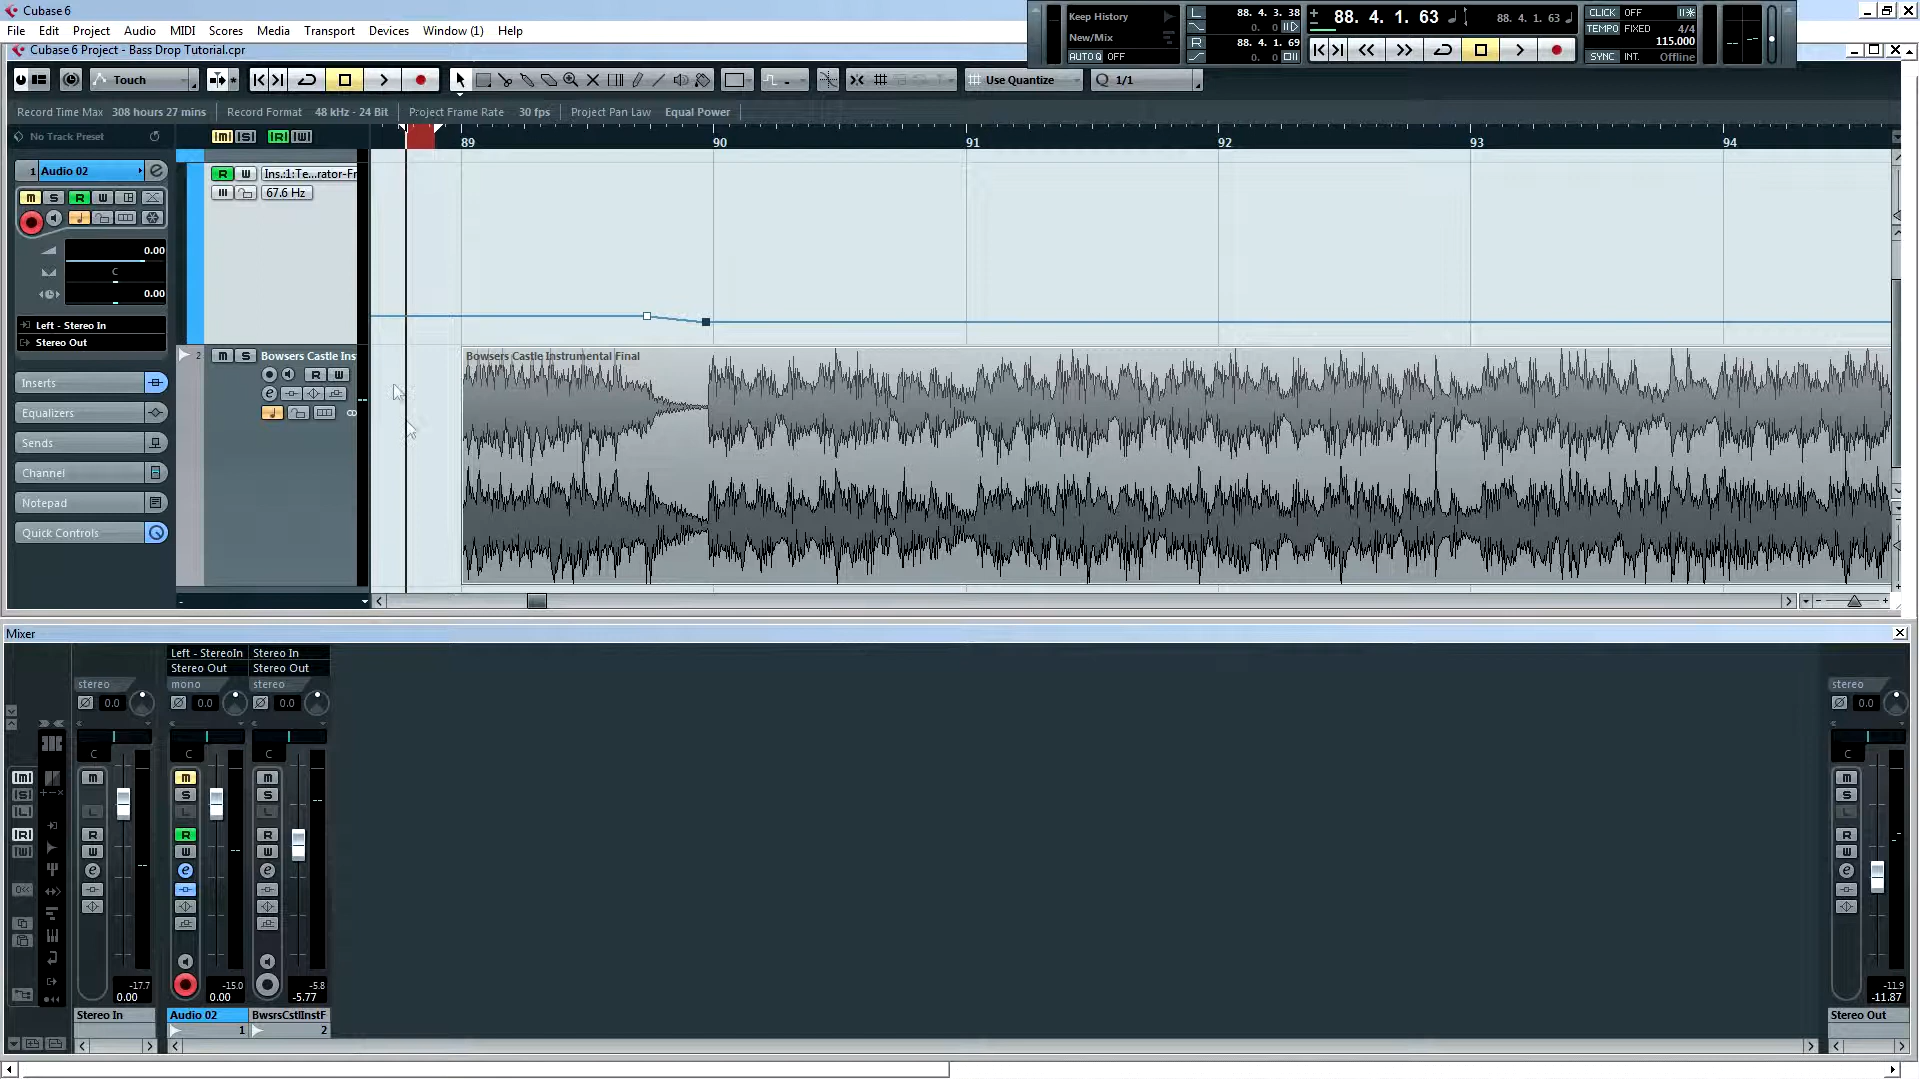 Cubase 6
File Edit Project Audio MIDI Scores Media Transport Devices Window (1) Help
Cubase 6 Project - Bass Drop Tutorial.cpr
Keep History
New/Mix
AUTO Q OFF
L 88. 4. 3. 38
0. 0
R 88. 4. 1. 69
0. 0
88. 4. 1. 63
88. 4. 1. 63
CLICK OFF
TEMPO FIXED 4/4
115.000
SYNC INT. Offline
Touch
Use Quantize
Q 1/1
Record Time Max 308 hours 27 mins Record Format 48 kHz - 24 Bit Project Frame Rate 30 fps Project Pan Law Equal Power
No Track Preset
M S R W
89 90 91 92 93 94
1 Audio 02
R W Ins.:1:Te...rator-Fr
67.6 Hz
M S R W
0.00
C
0.00
Left - Stereo In
Stereo Out
2 M S Bowsers Castle Ins
R W
e
Bowsers Castle Instrumental Final
Inserts
Equalizers
Sends
Channel
Notepad
Quick Controls
Mixer
Left - StereoIn Stereo In
Stereo Out Stereo Out
stereo mono stereo stereo
0.0 0.0 0.0 0.0
C C C C
M M M M M
S S S S
L L L L
R R R R R
W W W W W
e e e e
-17.7 -15.0 -5.8 -11.9
0.00 0.00 -5.77 -11.87
Stereo In Audio 02 BwsrsCstlInstF Stereo Out
1 2